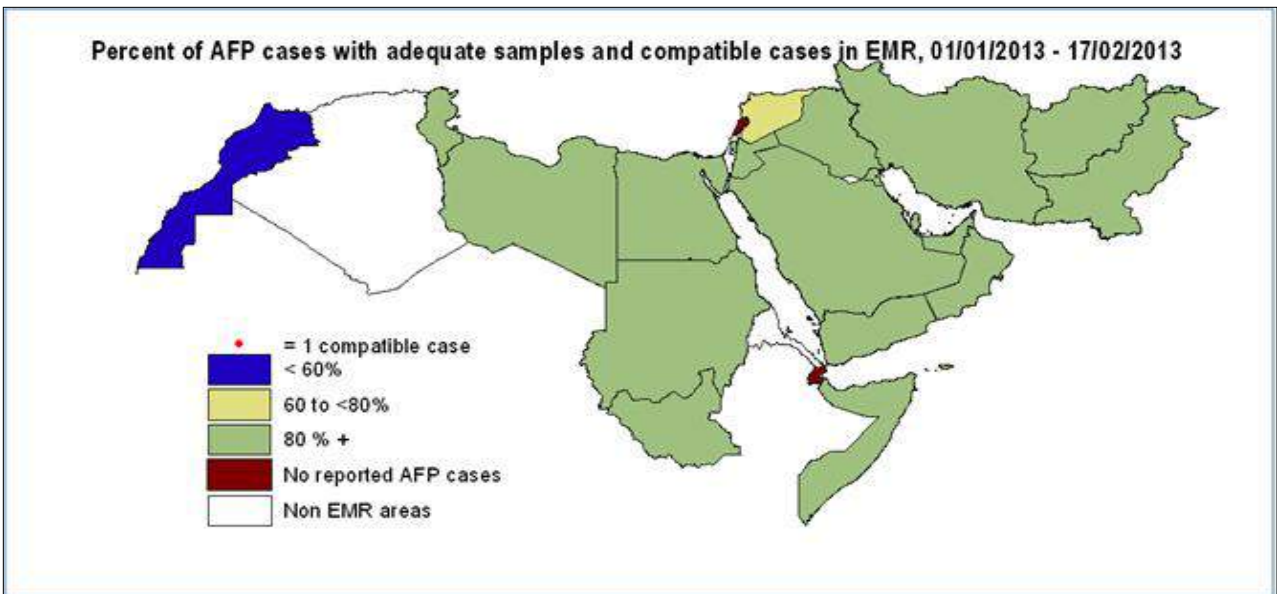 Percent of AFP cases with adequate samples and compatible cases in EMR, 01/01/2013 - 17/02/2013
= 1 compatible case
< 60%
60 to <80%
80 % +
No reported AFP cases
Non EMR areas